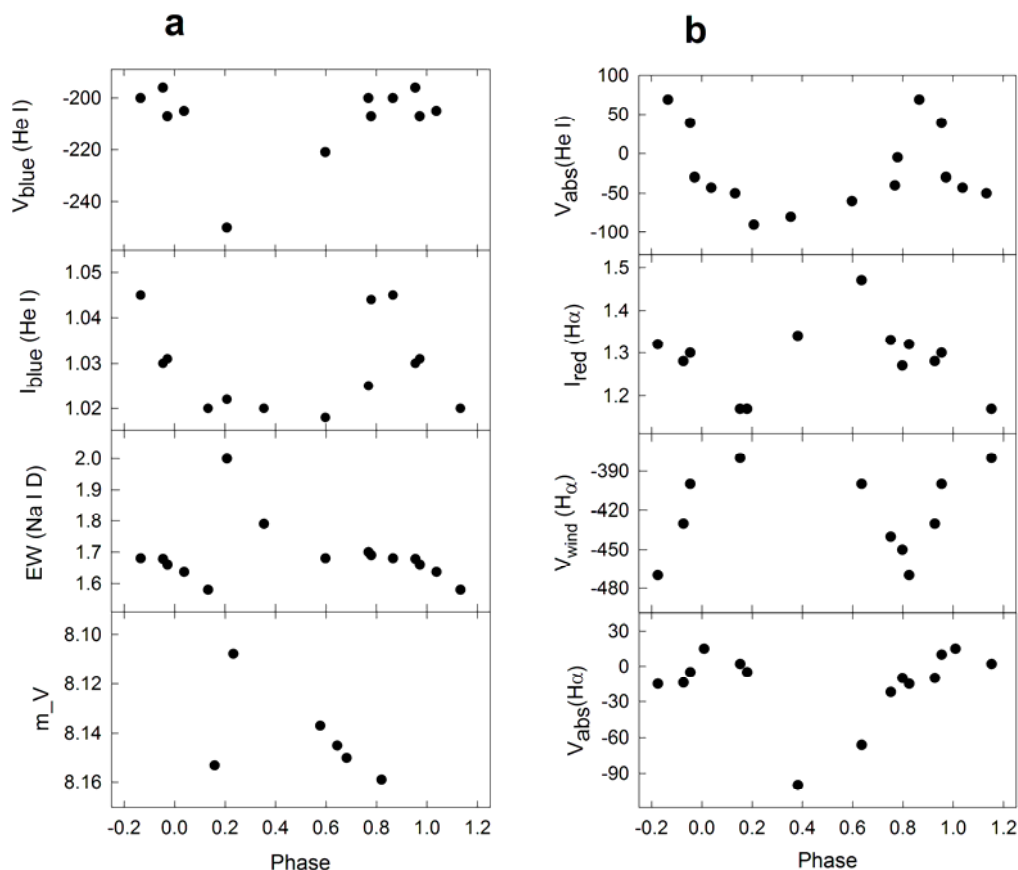 a
V_blue (He I)
-200
-220
-240
I_blue (He I)
1.05
1.04
1.03
1.02
EW (Na I D)
2.0
1.9
1.8
1.7
1.6
m_V
8.10
8.12
8.14
8.16
-0.2 0.0 0.2 0.4 0.6 0.8 1.0 1.2
Phase
b
V_abs(He I)
100
50
0
-50
-100
I_red (Hα)
1.5
1.4
1.3
1.2
V_wind (Hα)
-390
-420
-450
-480
V_abs(Hα)
30
0
-30
-60
-90
-0.2 0.0 0.2 0.4 0.6 0.8 1.0 1.2
Phase